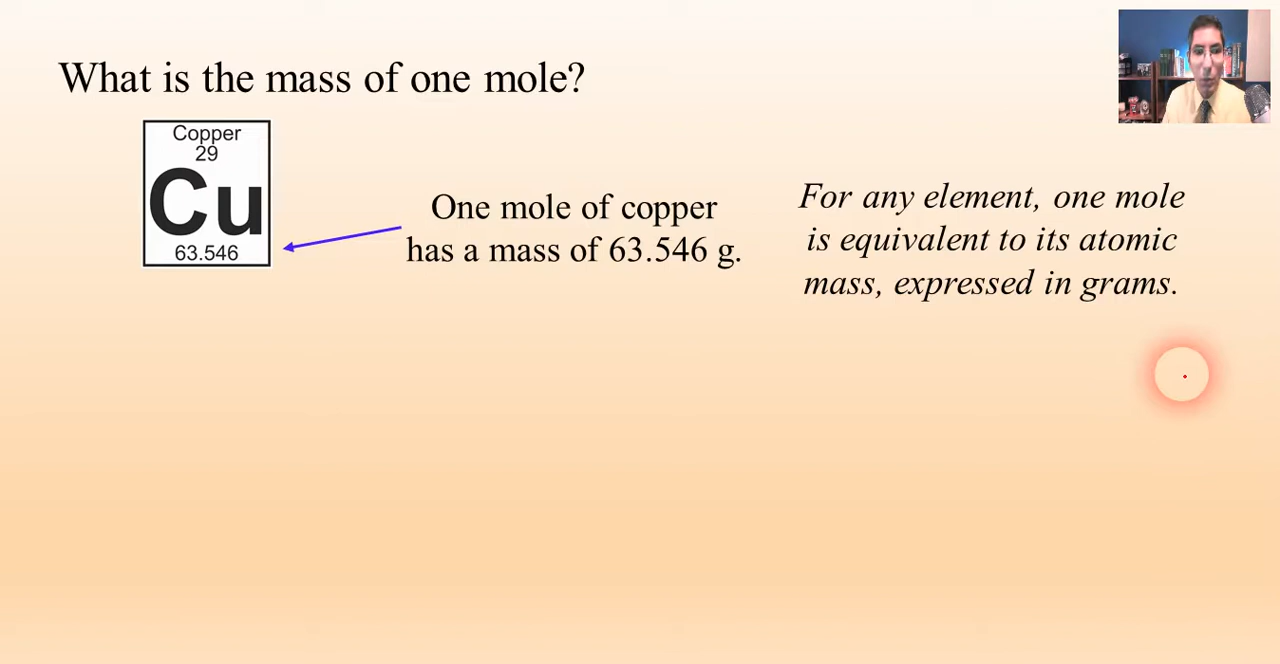 What is the mass of one mole?
Copper
29
Cu
63.546
One mole of copper
has a mass of 63.546 g.
For any element, one mole
is equivalent to its atomic
mass, expressed in grams.